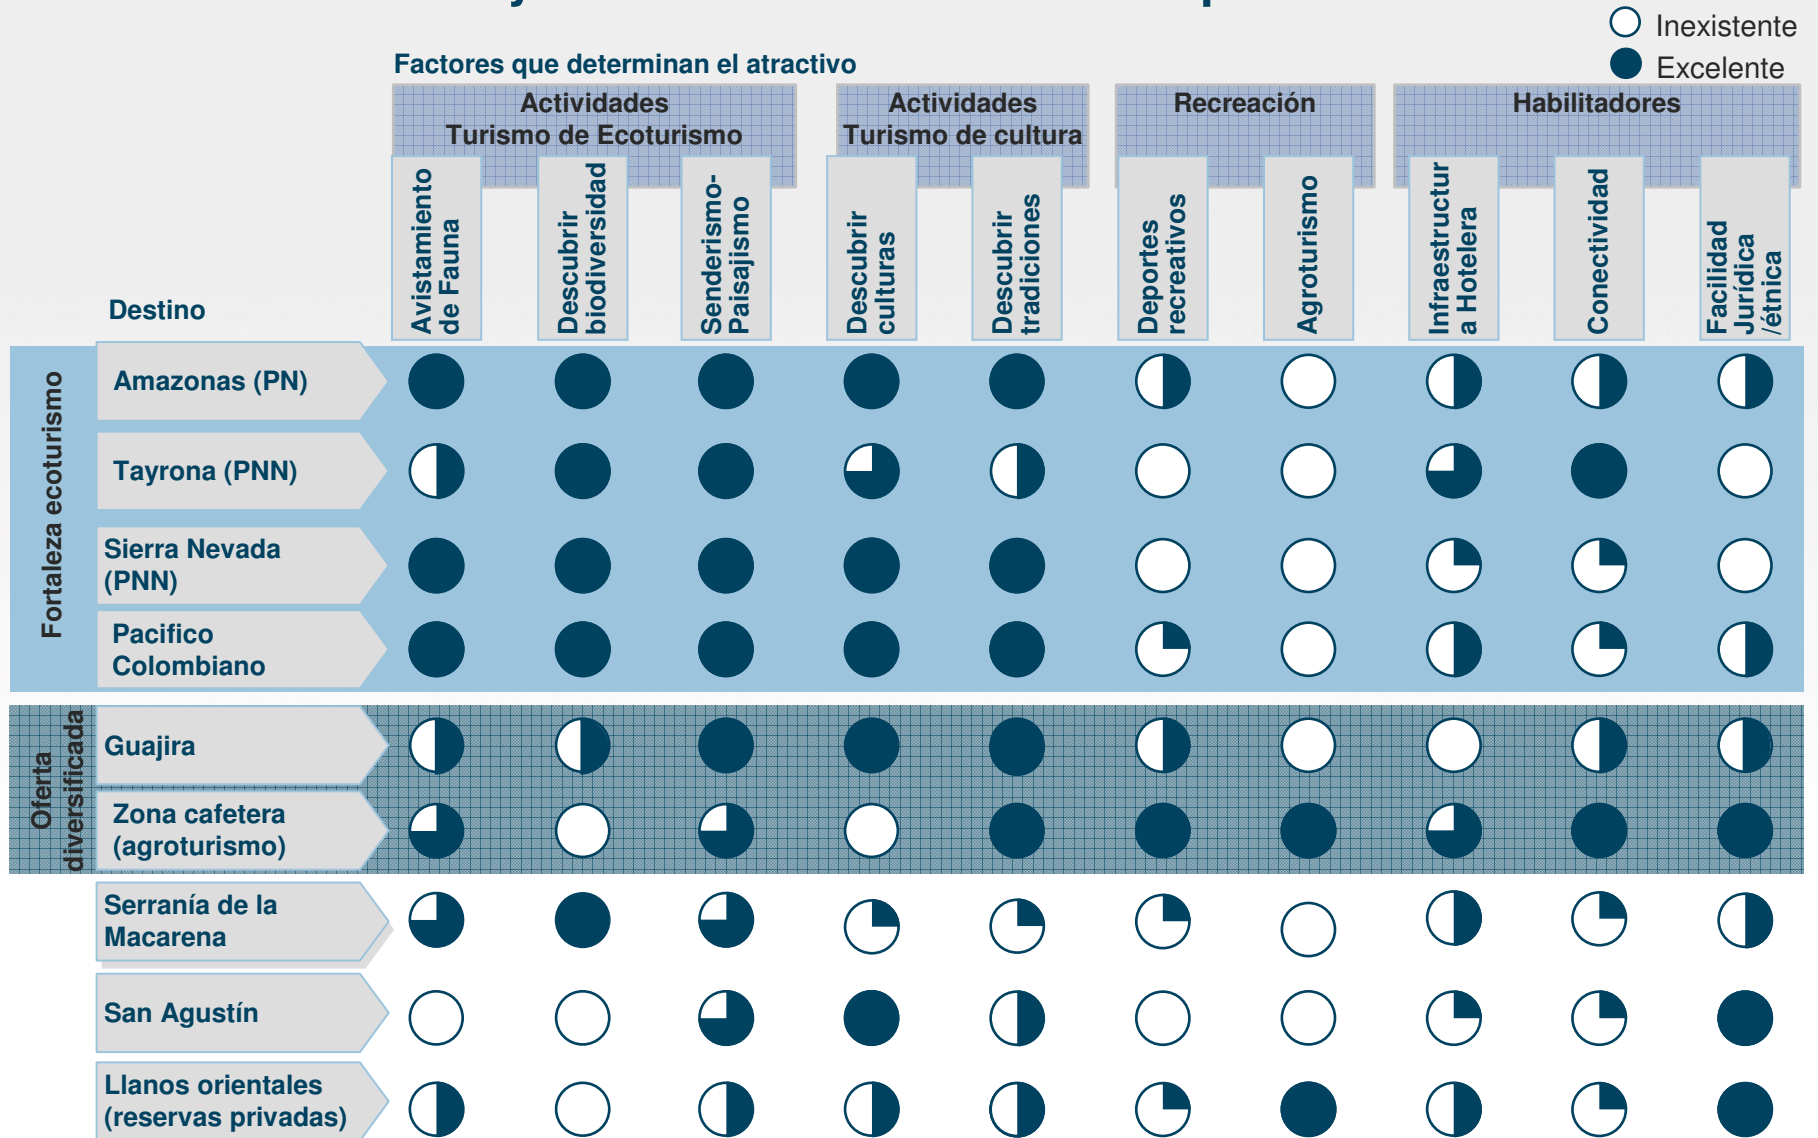 Inexistente
Excelente
Factores que determinan el atractivo
Actividades
Turismo de Ecoturismo
Actividades
Turismo de cultura
Recreación
Habilitadores
Avistamiento
de Fauna
Descubrir
biodiversidad
Senderismo-
Paisajismo
Descubrir
culturas
Descubrir
tradiciones
Deportes
recreativos
Agroturismo
Infraestructur
a Hotelera
Conectividad
Facilidad
Jurídica
/étnica
Destino
Fortaleza ecoturismo
Amazonas (PN)
Tayrona (PNN)
Sierra Nevada
(PNN)
Pacifico
Colombiano
Oferta
diversificada
Guajira
Zona cafetera
(agroturismo)
Serranía de la
Macarena
San Agustín
Llanos orientales
(reservas privadas)